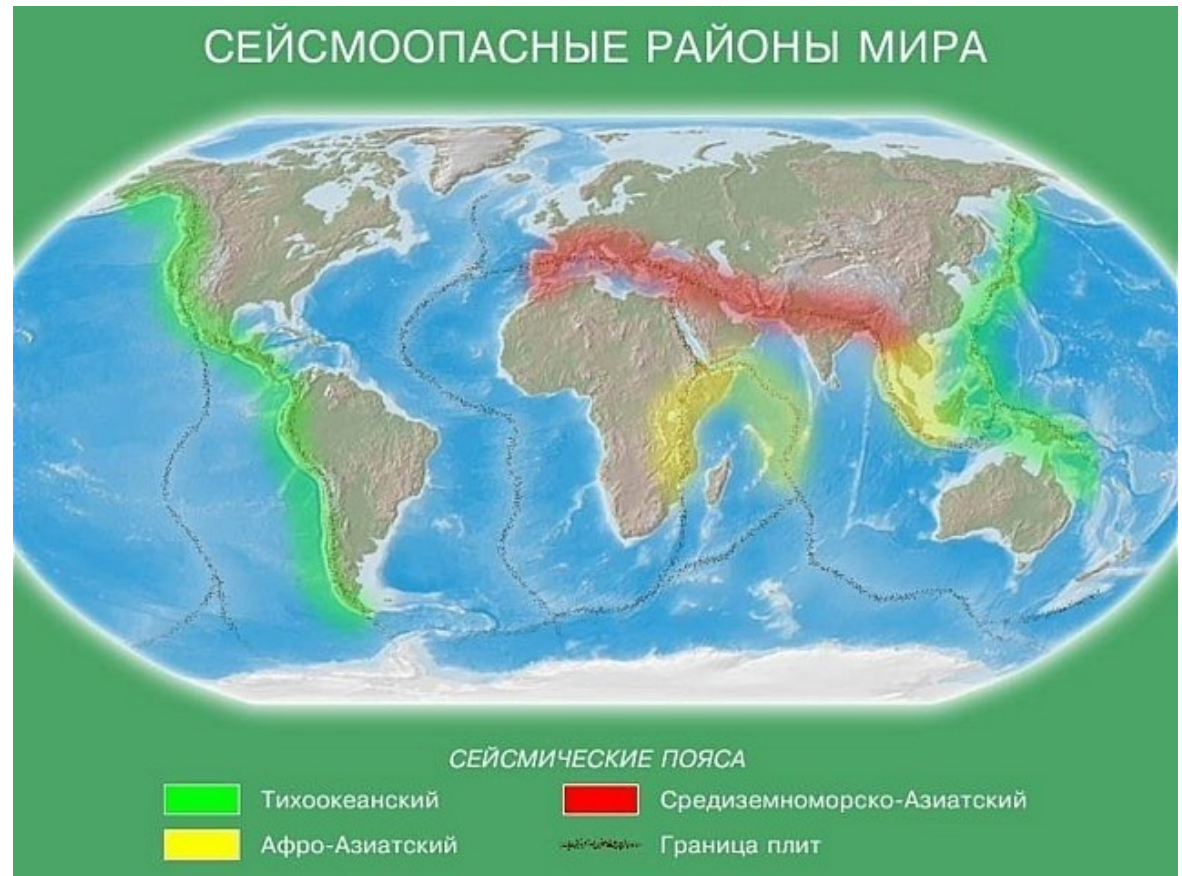 СЕЙСМООПАСНЫЕ РАЙОНЫ МИРА
СЕЙСМИЧЕСКИЕ ПОЯСА
Тихоокеанский
Средиземноморско-Азиатский
Афро-Азиатский
Граница плит